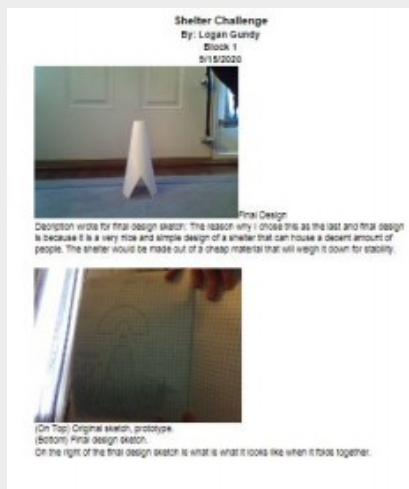 Shelter Challenge
By: Logan Gundy
Block 1
9/15/2020
Final Design
Decription wrote for final design sketch: The reason why I chose this as the last and final design
is because it is a very nice and simple design of a shelter that can house a decent amount of
people. The shelter would be made out of a cheap material that will weigh it down for stability.
(On Top) Original sketch, prototype.
(Bottom) Final design sketch.
On the right of the final design sketch is what is what it looks like when it folds together.